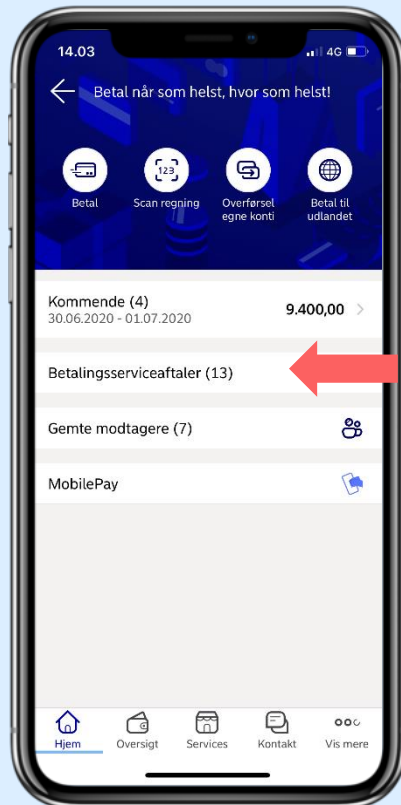 14.03
4G
Betal når som helst, hvor som helst!
123
Betal
Scan regning
Overførsel
egne konti
Betal til
udlandet
Kommende (4)
9.400,00
30.06.2020 - 01.07.2020
Betalingsserviceaftaler (13)
Gemte modtagere (7)
MobilePay
Hjem
Oversigt
Services
Kontakt
Vis mere